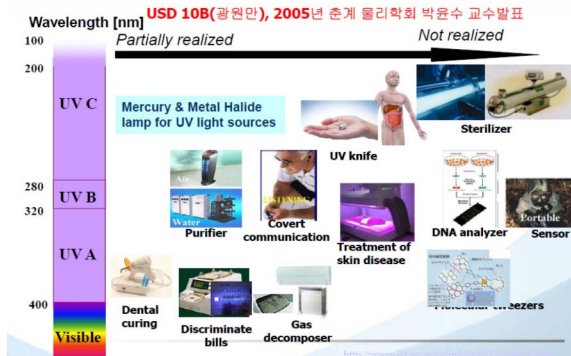 USD 10B(광원만), 2005년 춘계 물리학회 박윤수 교수발표
Wavelength [nm]
Partially realized
Not realized
100
200
UV C
280
UV B
320
UV A
400
Visible
Mercury & Metal Halide
lamp for UV light sources
UV knife
Sterilizer
Air
Water
Purifier
LISTENING
Covert
communication
Treatment of
skin disease
DNA analyzer
Portable
Sensor
Dental
curing
Discriminate
bills
Gas
decomposer
Molecular tweezers